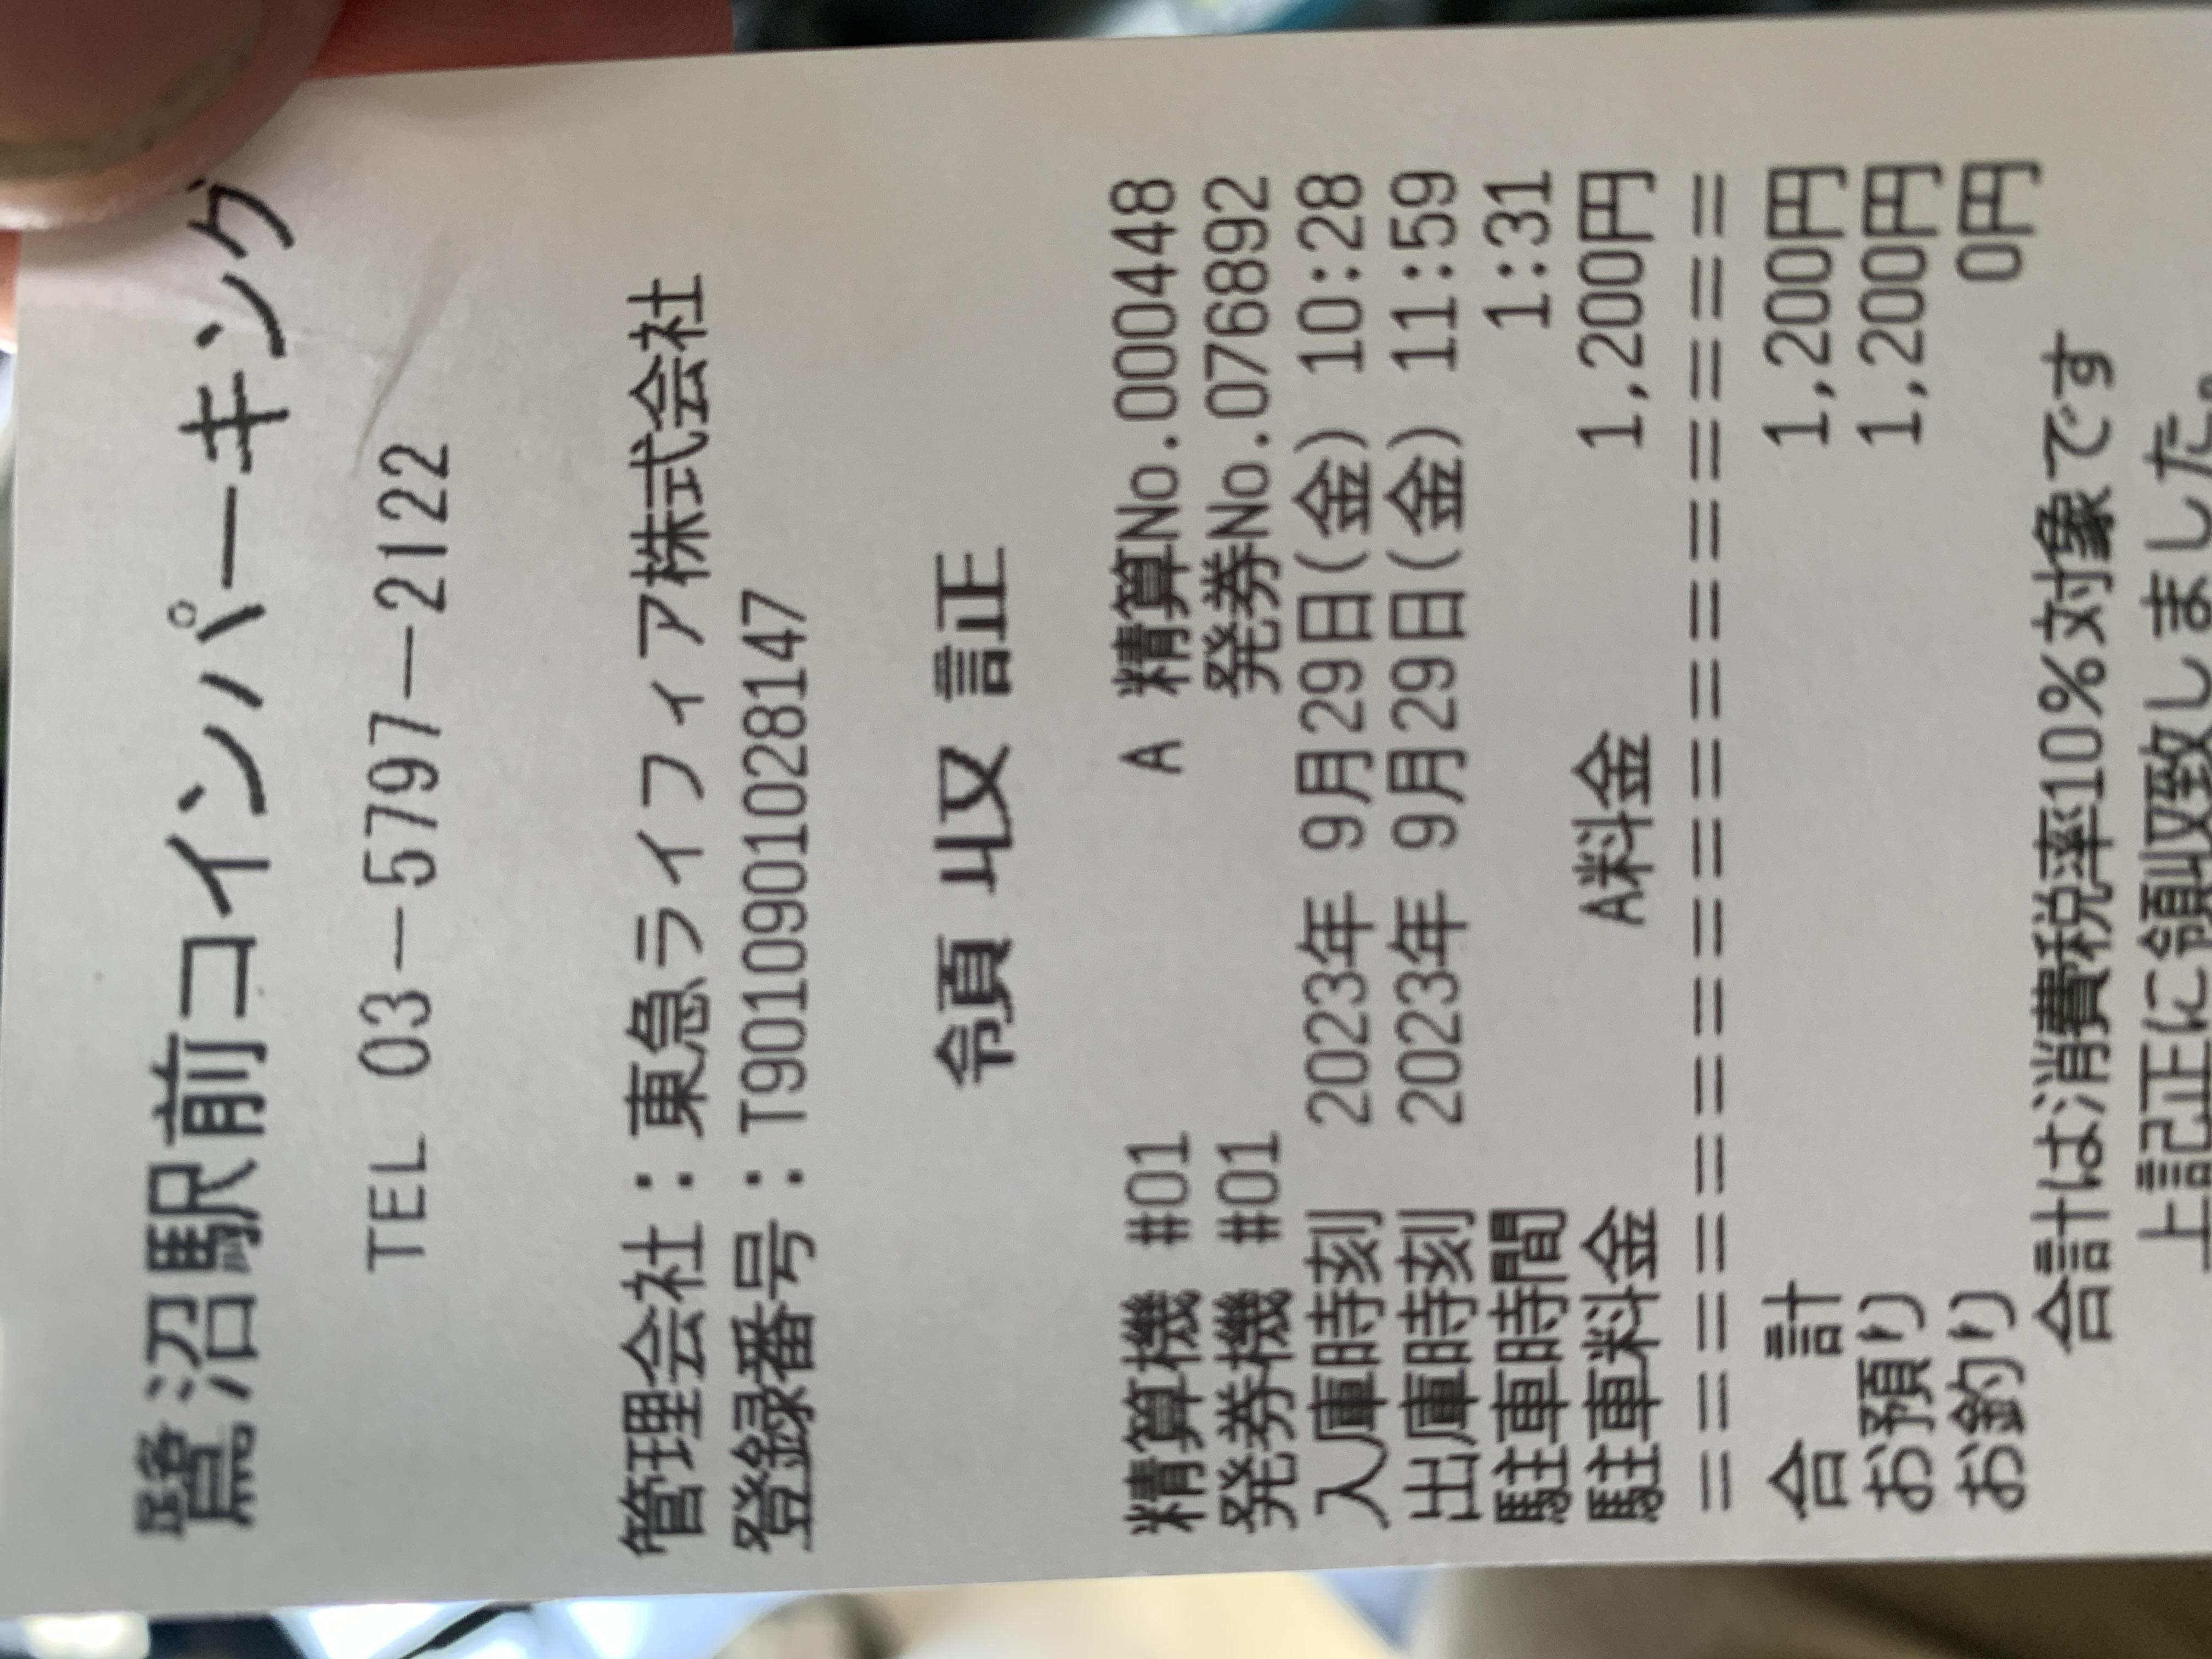 鷺沼駅前コインパーキング
TEL 03-5797-2122
管理会社：東急ライフィア株式会社
登録番号：T9010901028147
領収証
精算機 #01 A 精算No.000448
発券機 #01 発券No.076892
入庫時刻 2023年 9月29日(金) 10:28
出庫時刻 2023年 9月29日(金) 11:59
駐車時間 1:31
駐車料金 A料金 1,200円
==================
合 計 1,200円
お預り 1,200円
お釣り 0円
合計は消費税率10%対象です
上記正に領収致しました。